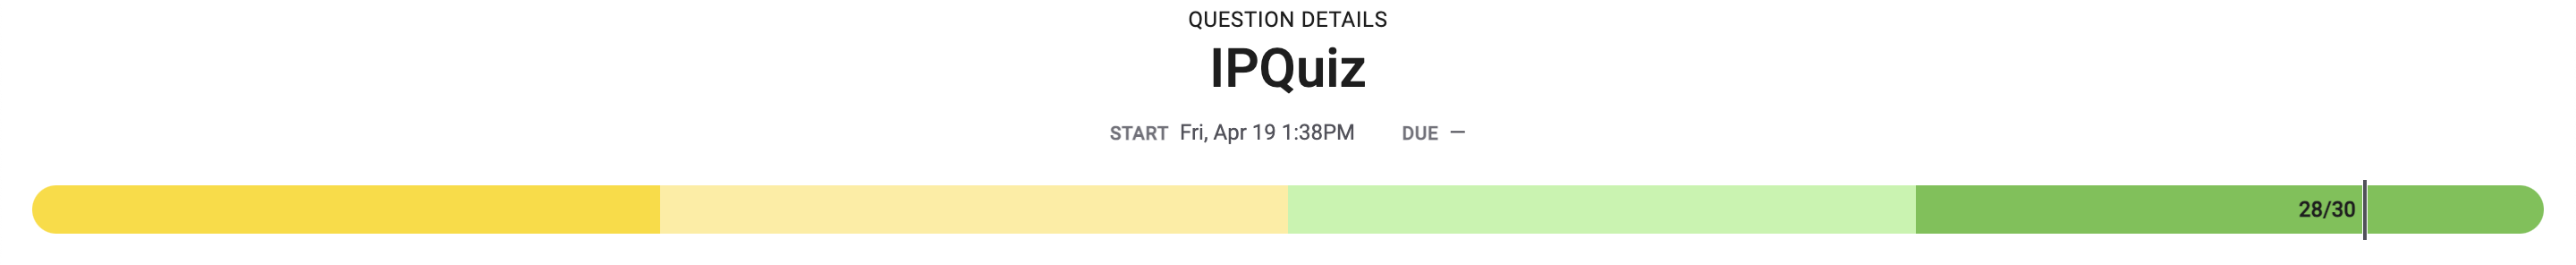 QUESTION DETAILS
IPQuiz
START Fri, Apr 19 1:38PM DUE —
28/30